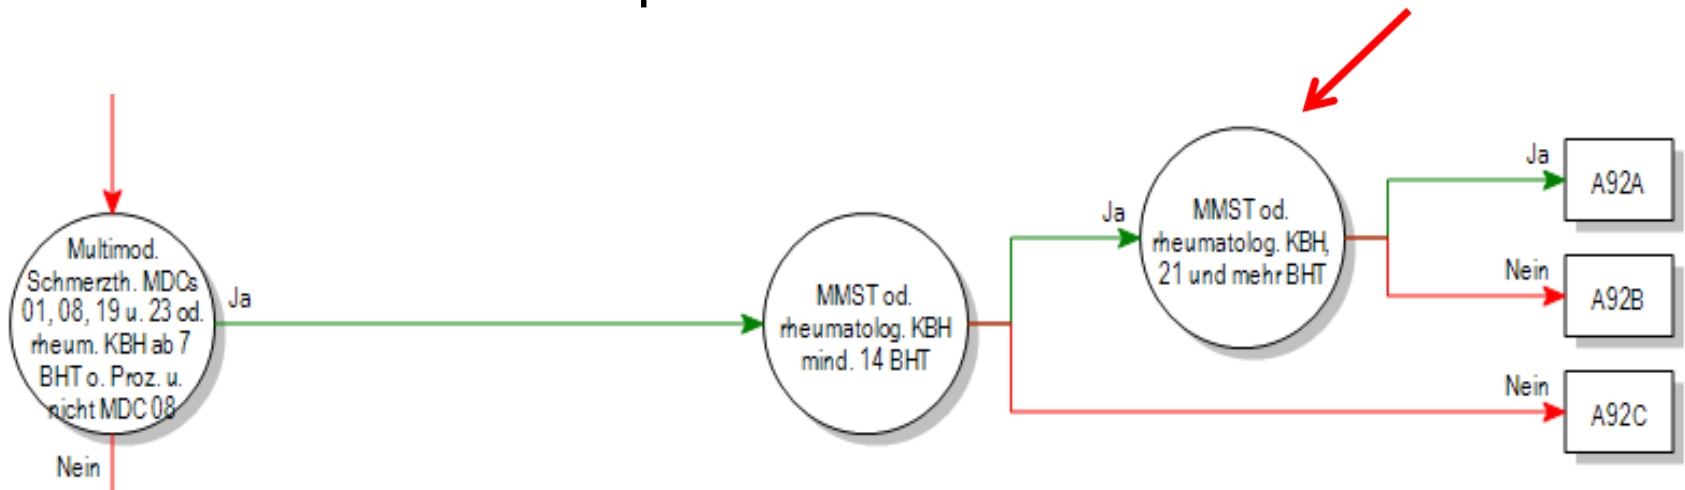 Multimod.
Schmerzth. MDCs
01, 08, 19 u. 23 od.
rheum. KBH ab 7
BHT o. Proz. u.
nicht MDC 08
Ja
Nein
MMST od.
rheumatolog. KBH
mind. 14 BHT
Ja
MMST od.
rheumatolog. KBH,
21 und mehr BHT
Ja
A92A
Nein
A92B
Nein
A92C